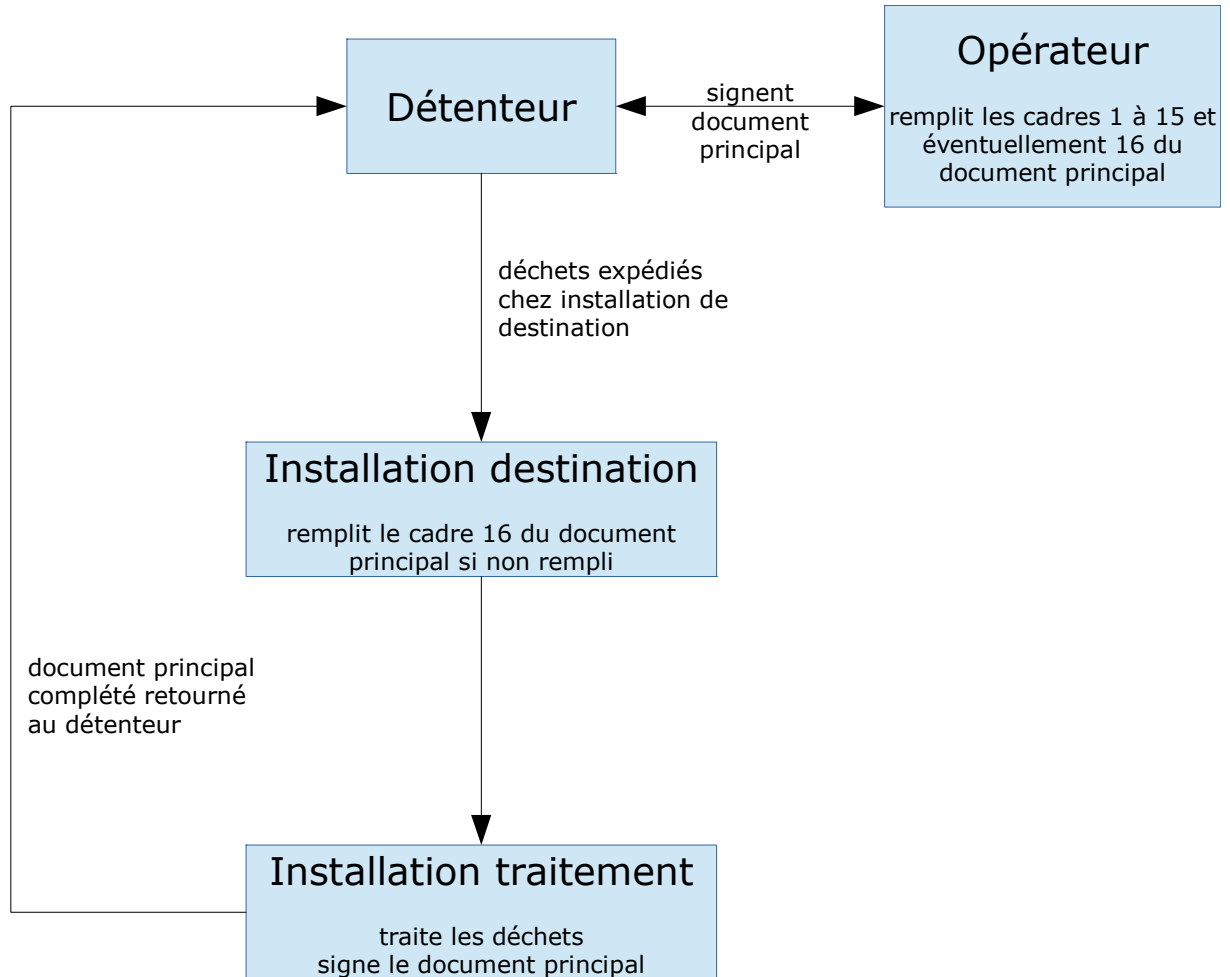 Détenteur
signent
document
principal
Opérateur
remplit les cadres 1 à 15 et
éventuellement 16 du
document principal
déchets expédiés
chez installation de
destination
Installation destination
remplit le cadre 16 du document
principal si non rempli
document principal
complété retourné
au détenteur
Installation traitement
traite les déchets
signe le document principal